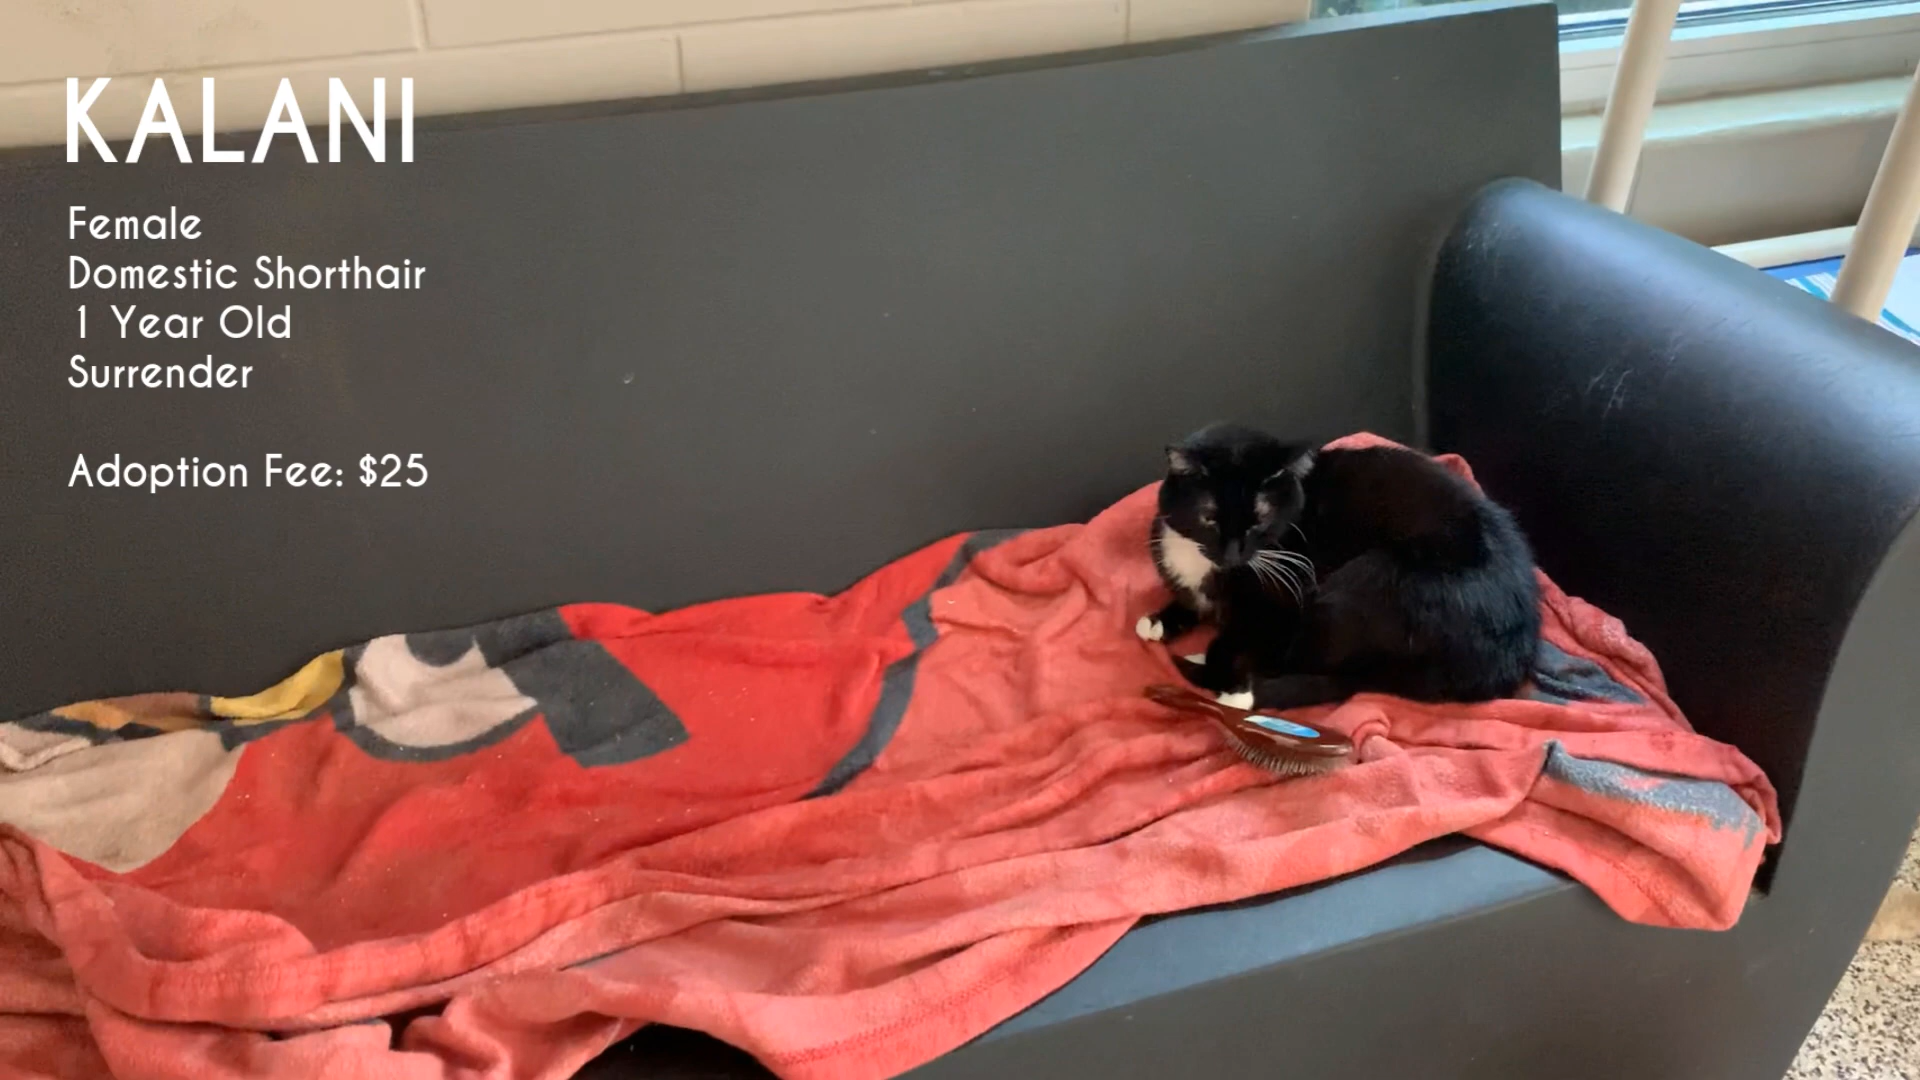 KALANI
Female
Domestic Shorthair
1 Year Old
Surrender
Adoption Fee: $25